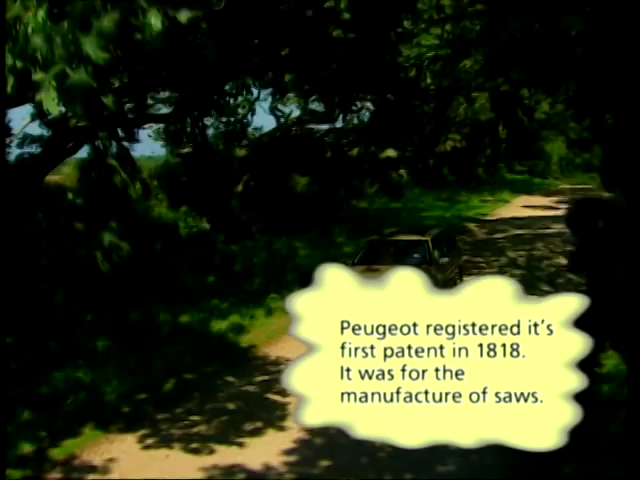 Peugeot registered it's
first patent in 1818.
It was for the
manufacture of saws.